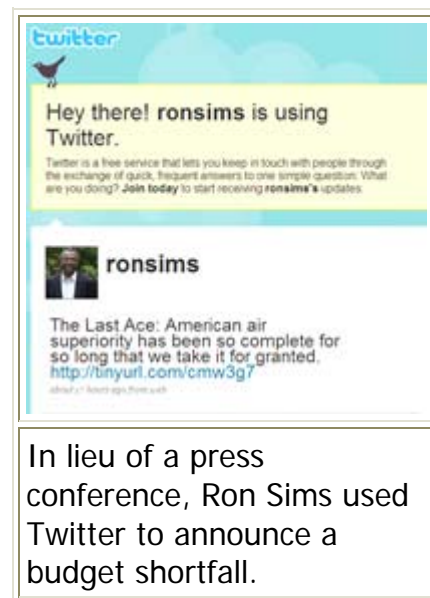 twitter
Hey there! ronsims is using
Twitter.
Twitter is a free service that lets you keep in touch with people through
the exchange of quick, frequent answers to one simple question. What
are you doing? Join today to start receiving ronsims's updates.
ronsims
The Last Ace: American air
superiority has been so complete for
so long that we take it for granted.
http://tinyurl.com/cmw3g7
hours ago from web
In lieu of a press
conference, Ron Sims used
Twitter to announce a
budget shortfall.